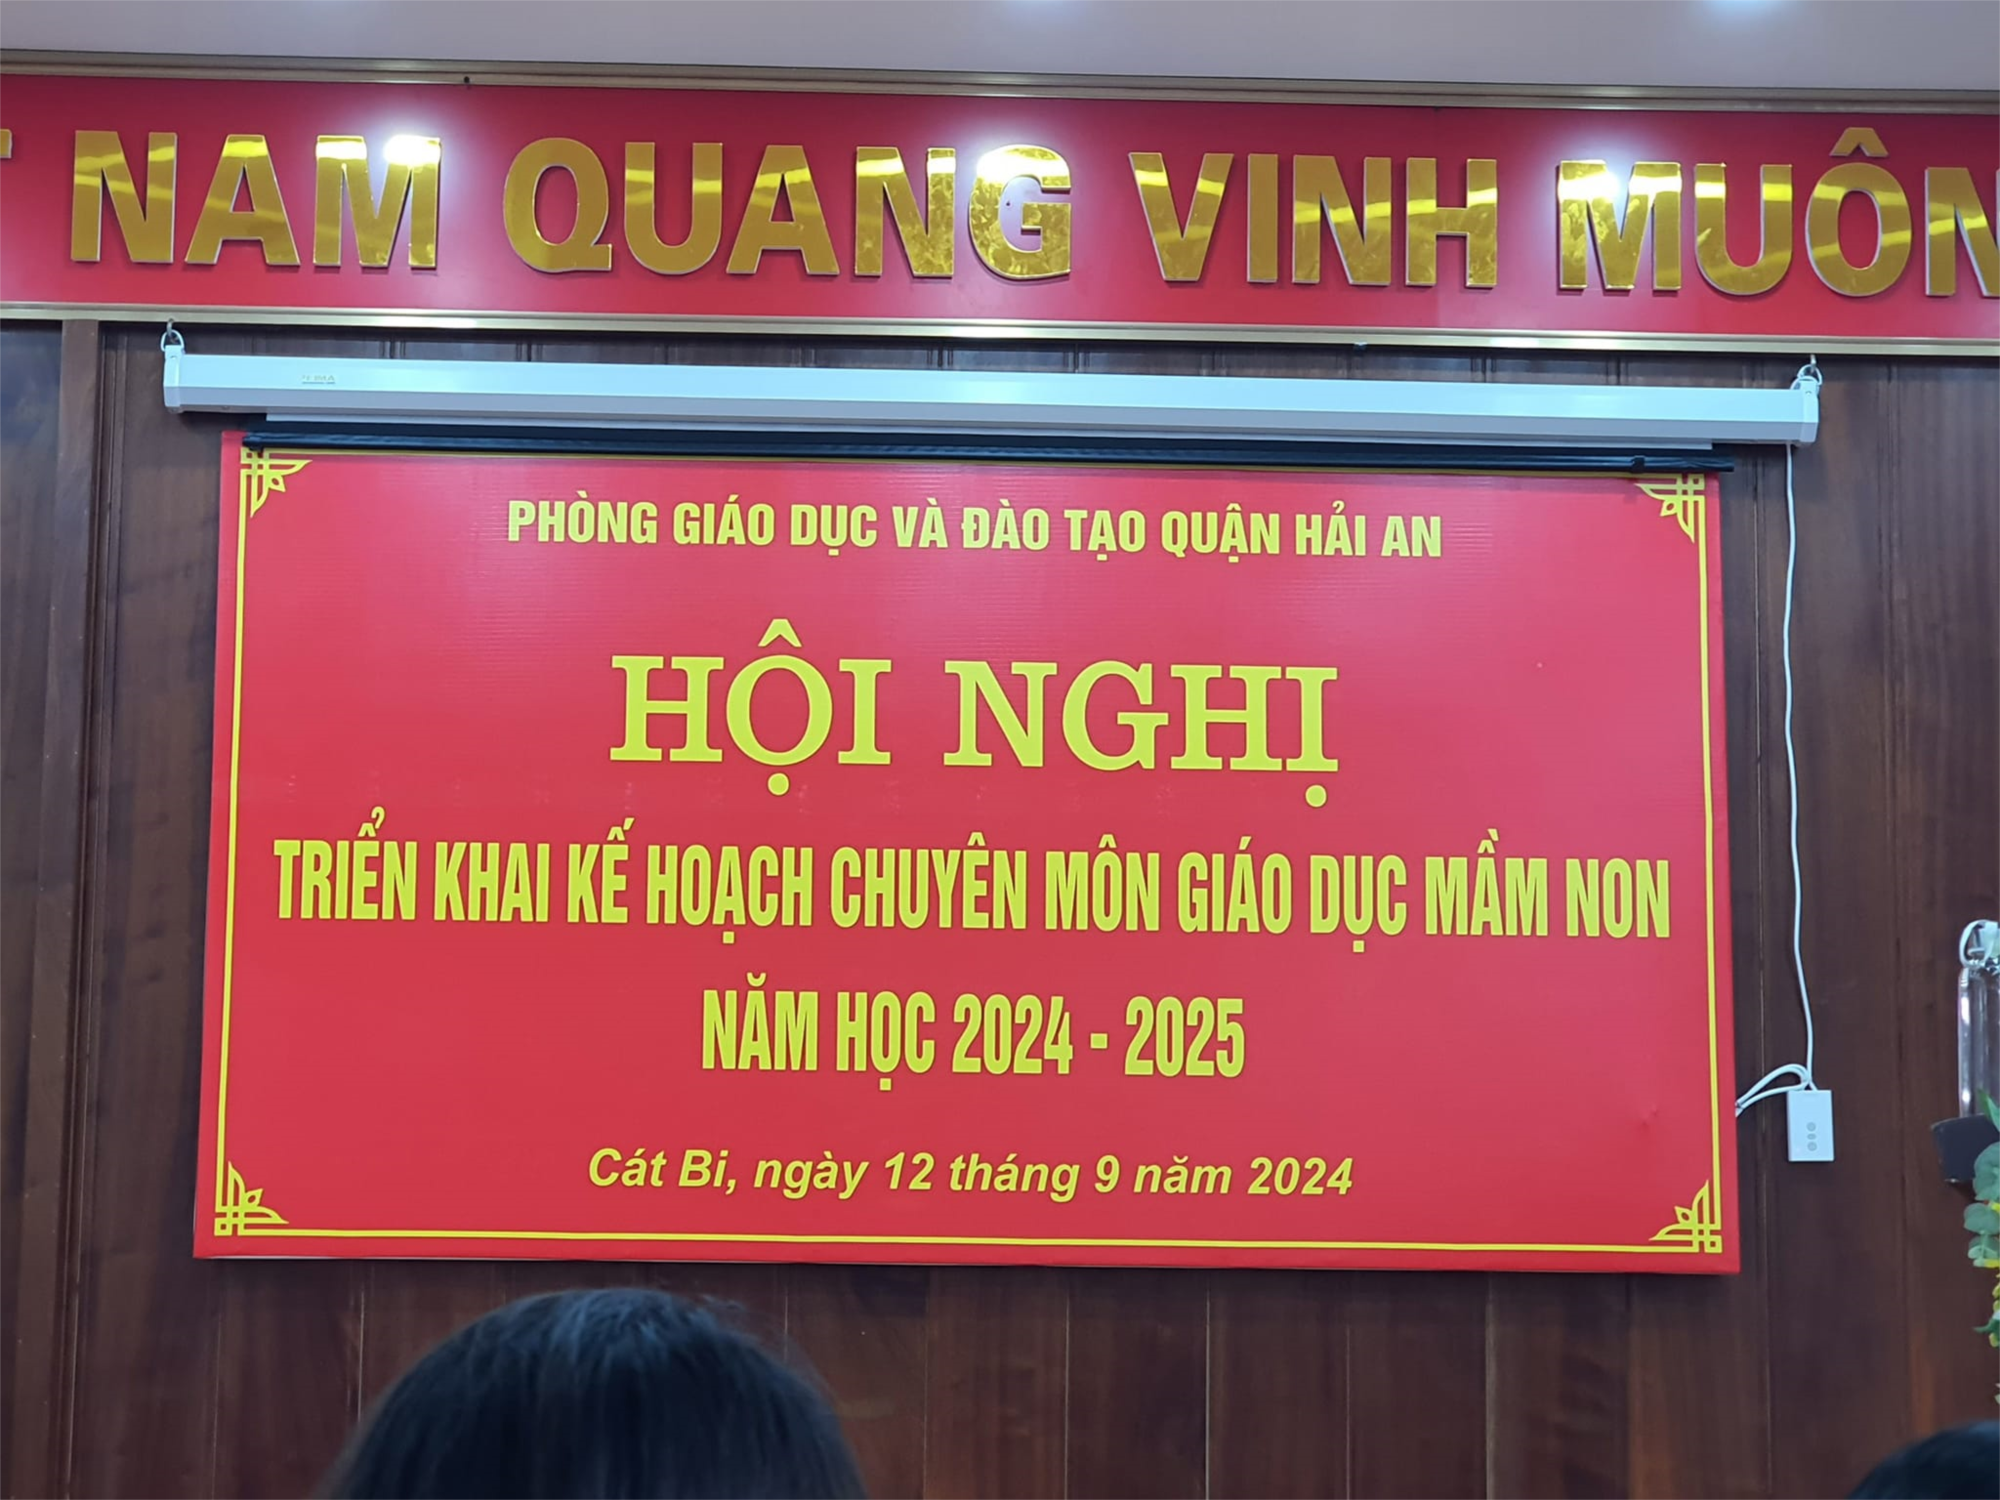 NAM QUANG VINH MUÔN
PHÒNG GIÁO DỤC VÀ ĐÀO TẠO QUẬN HẢI AN
HỘI NGHỊ
TRIỂN KHAI KẾ HOẠCH CHUYÊN MÔN GIÁO DỤC MẦM NON
NĂM HỌC 2024 - 2025
Cát Bi, ngày 12 tháng 9 năm 2024